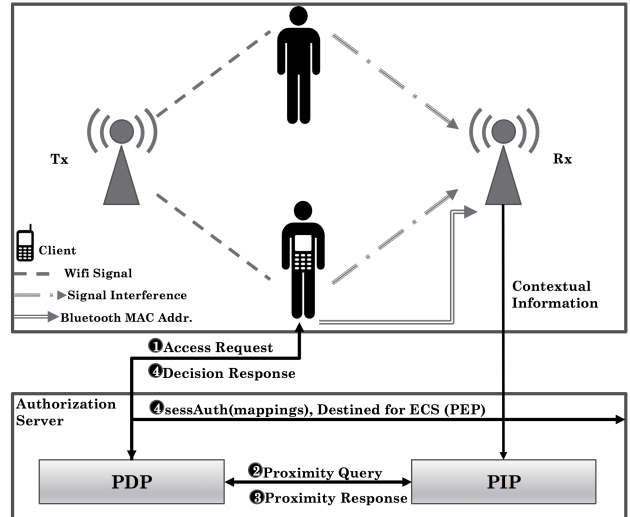 Tx
Rx
Client
Wifi Signal
Signal Interference
Bluetooth MAC Addr.
Contextual
Information
❶Access Request
❹Decision Response
Authorization
Server
❹sessAuth(mappings), Destined for ECS (PEP)
PDP
❷Proximity Query
❸Proximity Response
PIP